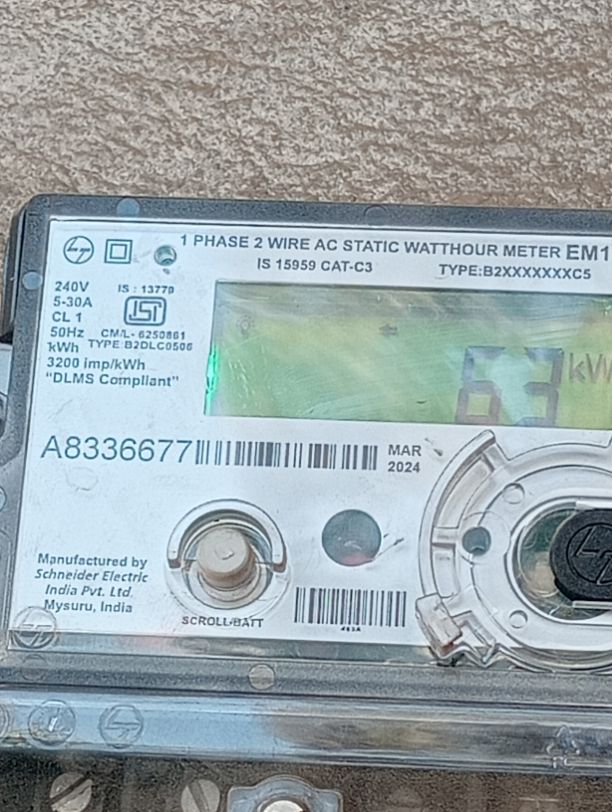 1 PHASE 2 WIRE AC STATIC WATTHOUR METER EM1
IS 15959 CAT-C3 TYPE:B2XXXXXXXC5
240V IS : 13779
5-30A
CL 1
50Hz CM/L- 6250861
kWh TYPE:B2DLC0506
3200 imp/kWh
"DLMS Compliant"
63 kW
A8336677
MAR
2024
Manufactured by
Schneider Electric
India Pvt. Ltd.
Mysuru, India
SCROLL-BATT